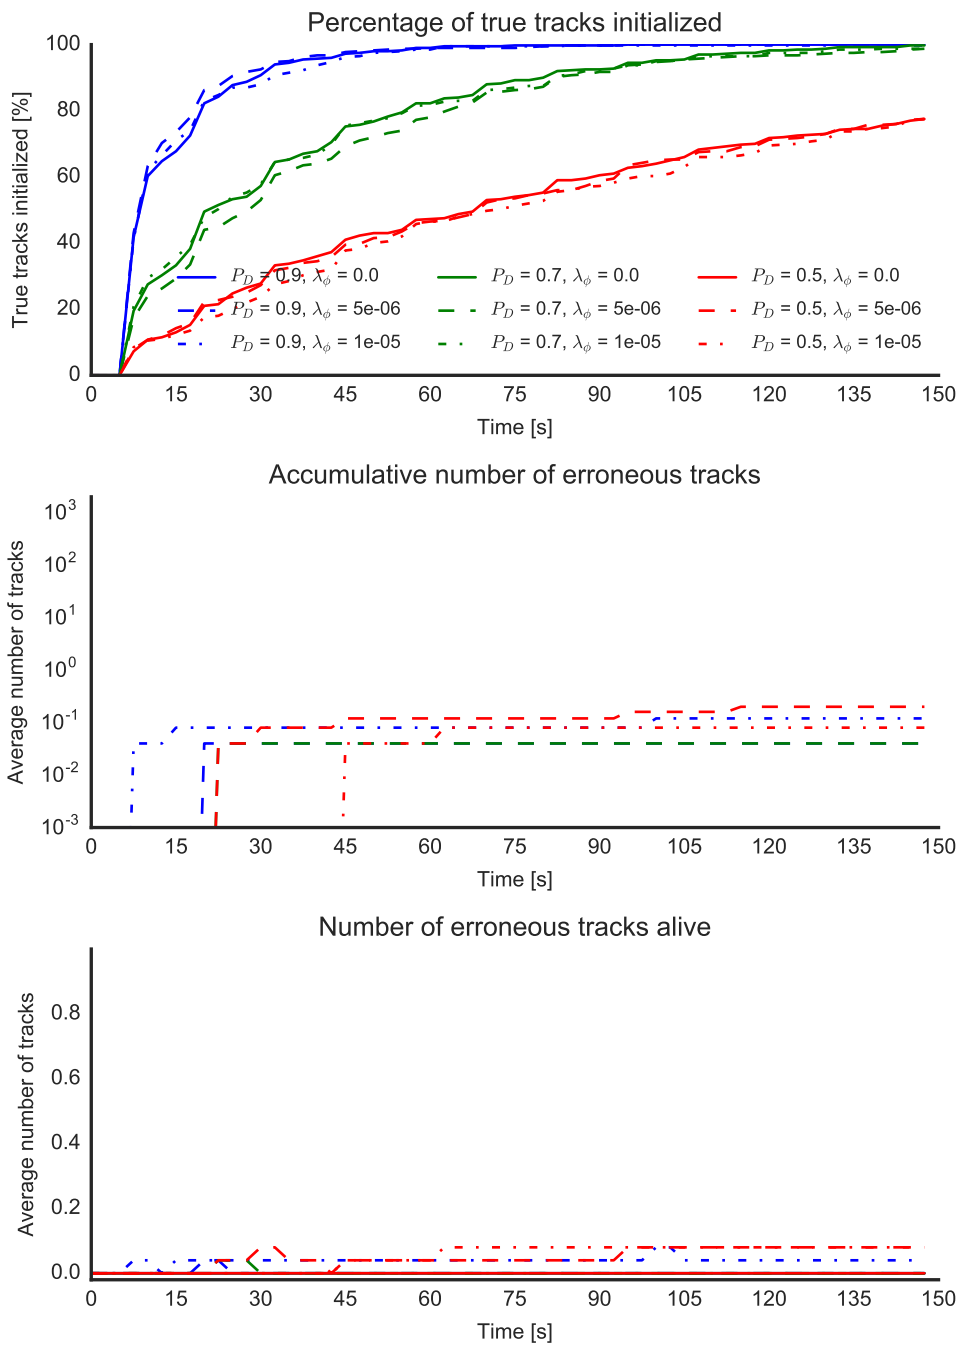 Percentage of true tracks initialized
True tracks initialized [%]
100
80
60
40
20
0
P_D = 0.9, λ_ϕ = 0.0
P_D = 0.7, λ_ϕ = 0.0
P_D = 0.5, λ_ϕ = 0.0
P_D = 0.9, λ_ϕ = 5e-06
P_D = 0.7, λ_ϕ = 5e-06
P_D = 0.5, λ_ϕ = 5e-06
P_D = 0.9, λ_ϕ = 1e-05
P_D = 0.7, λ_ϕ = 1e-05
P_D = 0.5, λ_ϕ = 1e-05
0 15 30 45 60 75 90 105 120 135 150
Time [s]
Accumulative number of erroneous tracks
Average number of tracks
10^3
10^2
10^1
10^0
10^-1
10^-2
10^-3
0 15 30 45 60 75 90 105 120 135 150
Time [s]
Number of erroneous tracks alive
Average number of tracks
0.8
0.6
0.4
0.2
0.0
0 15 30 45 60 75 90 105 120 135 150
Time [s]